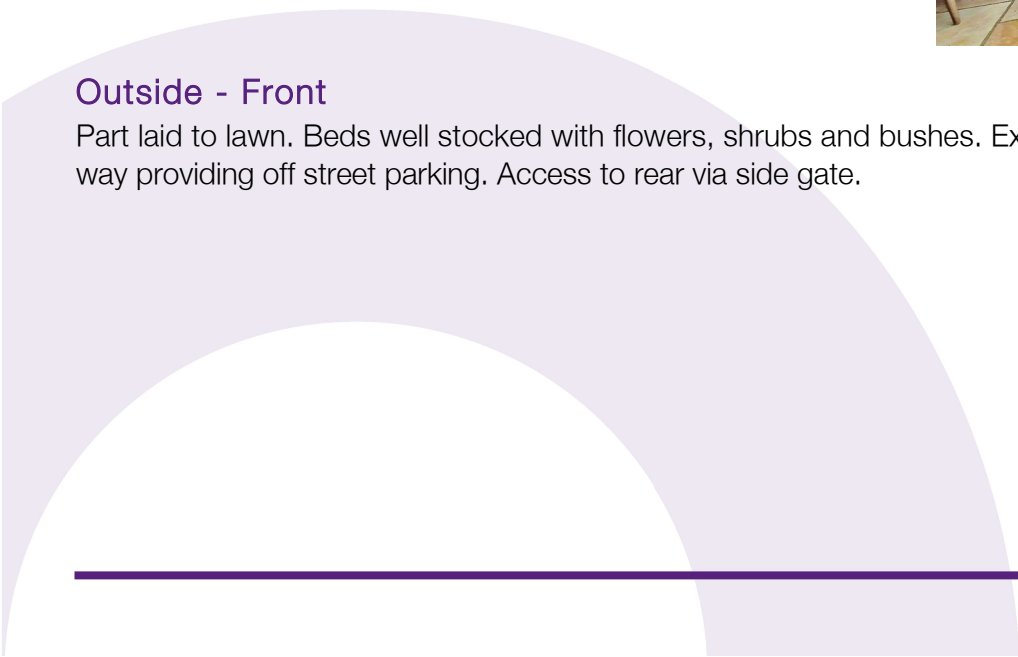 Outside - Front
Part laid to lawn. Beds well stocked with flowers, shrubs and bushes.
way providing off street parking. Access to rear via side gate.